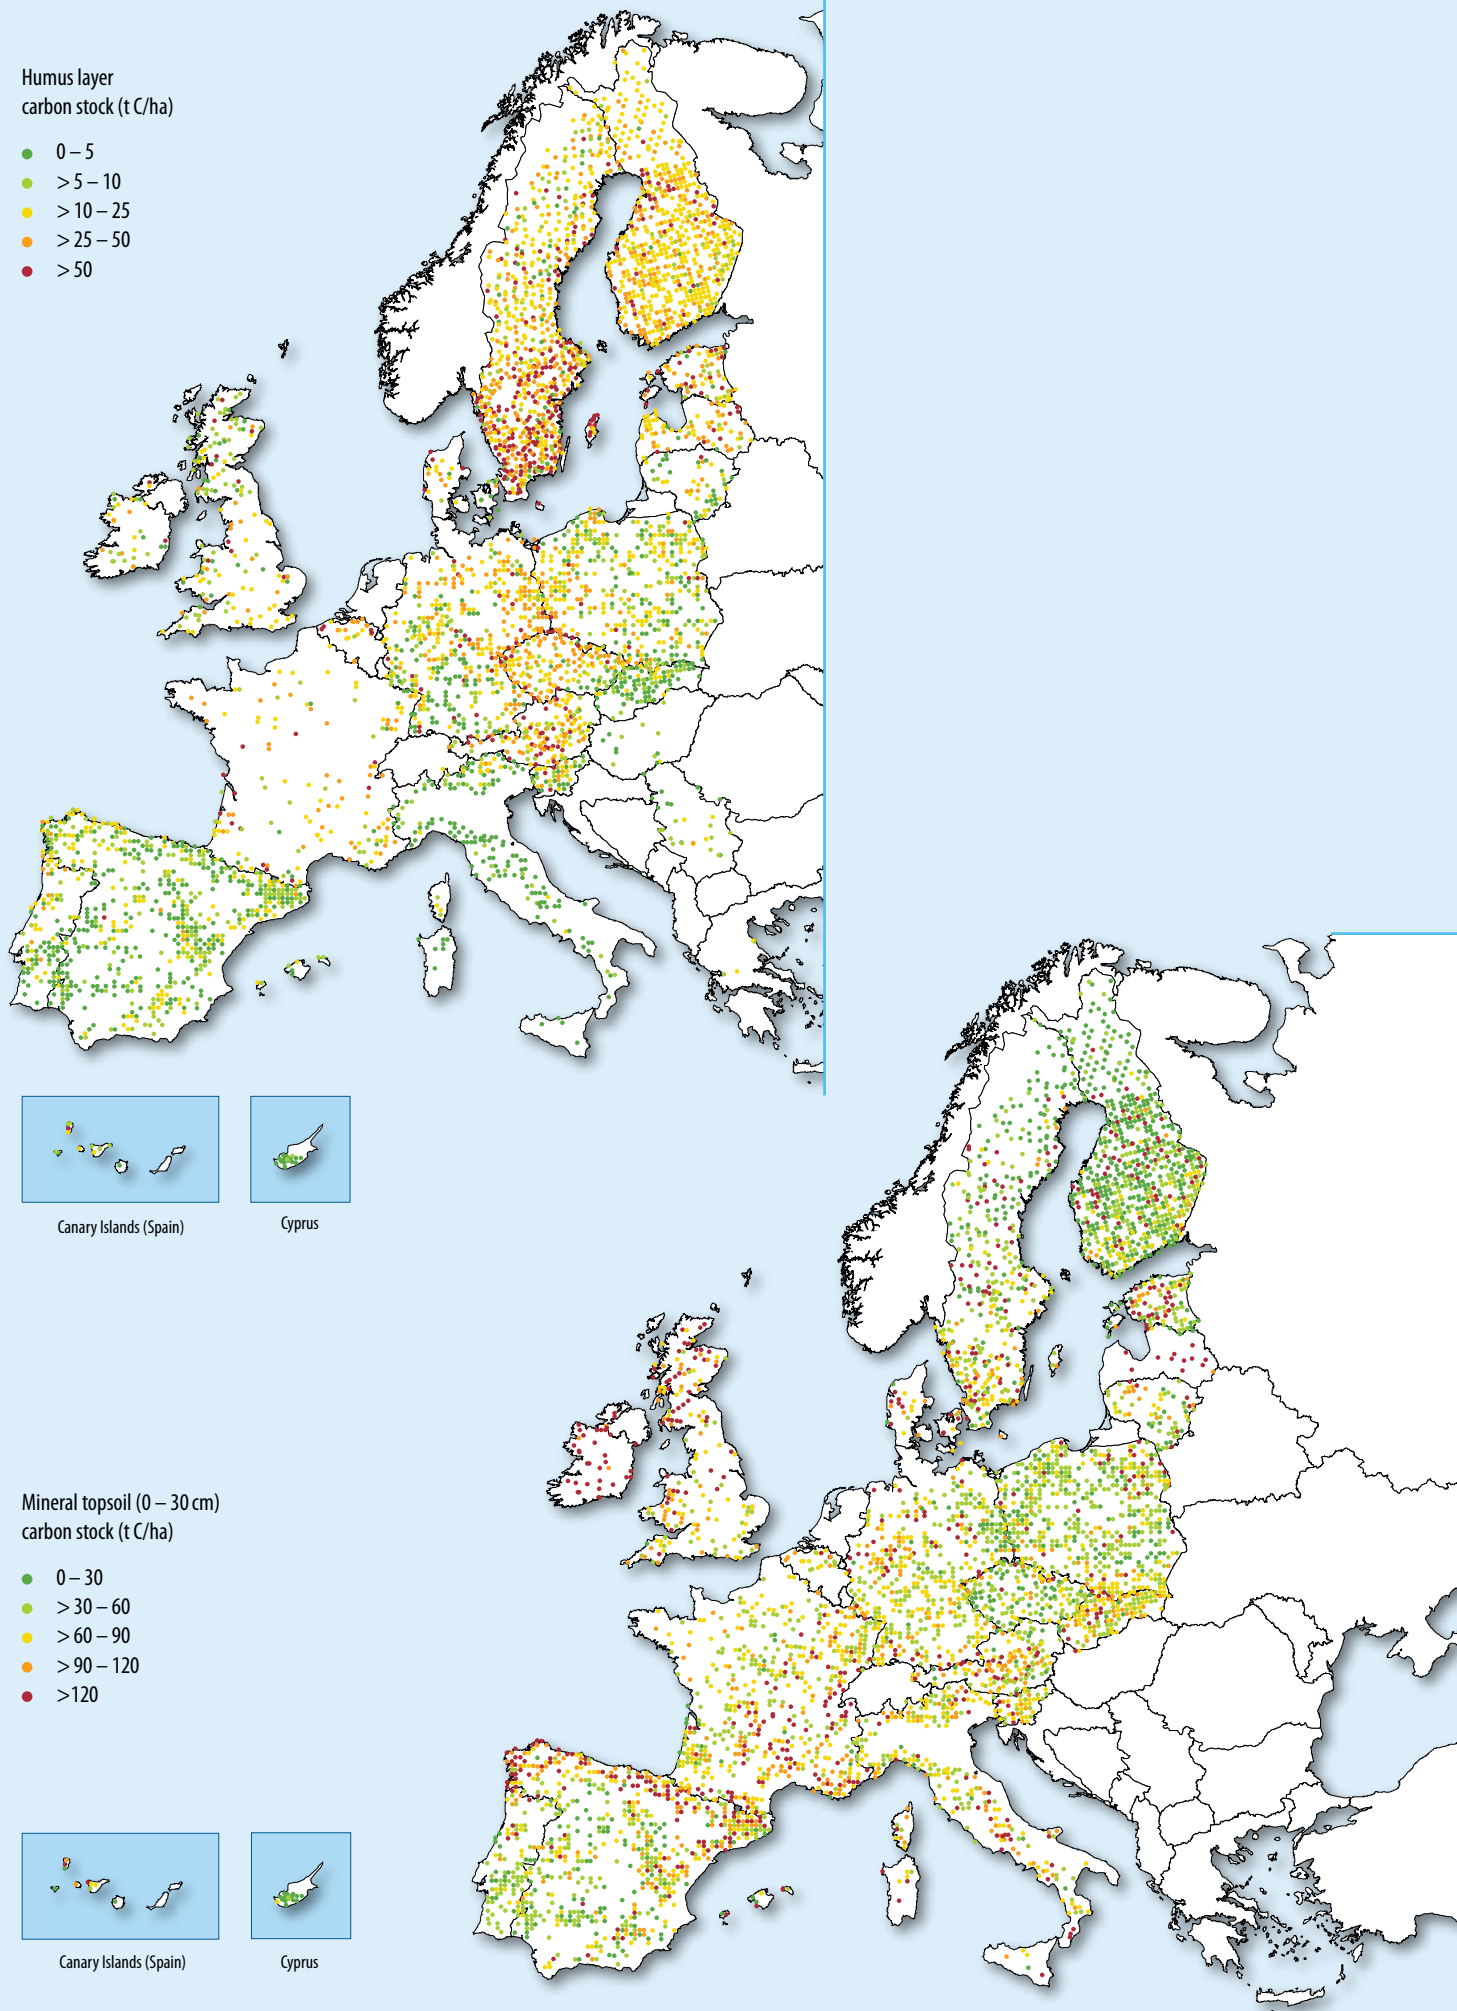 Humus layer
carbon stock (t C/ha)
0 – 5
> 5 – 10
> 10 – 25
> 25 – 50
> 50
Canary Islands (Spain)
Cyprus
Mineral topsoil (0 – 30 cm)
carbon stock (t C/ha)
0 – 30
> 30 – 60
> 60 – 90
> 90 – 120
>120
Canary Islands (Spain)
Cyprus